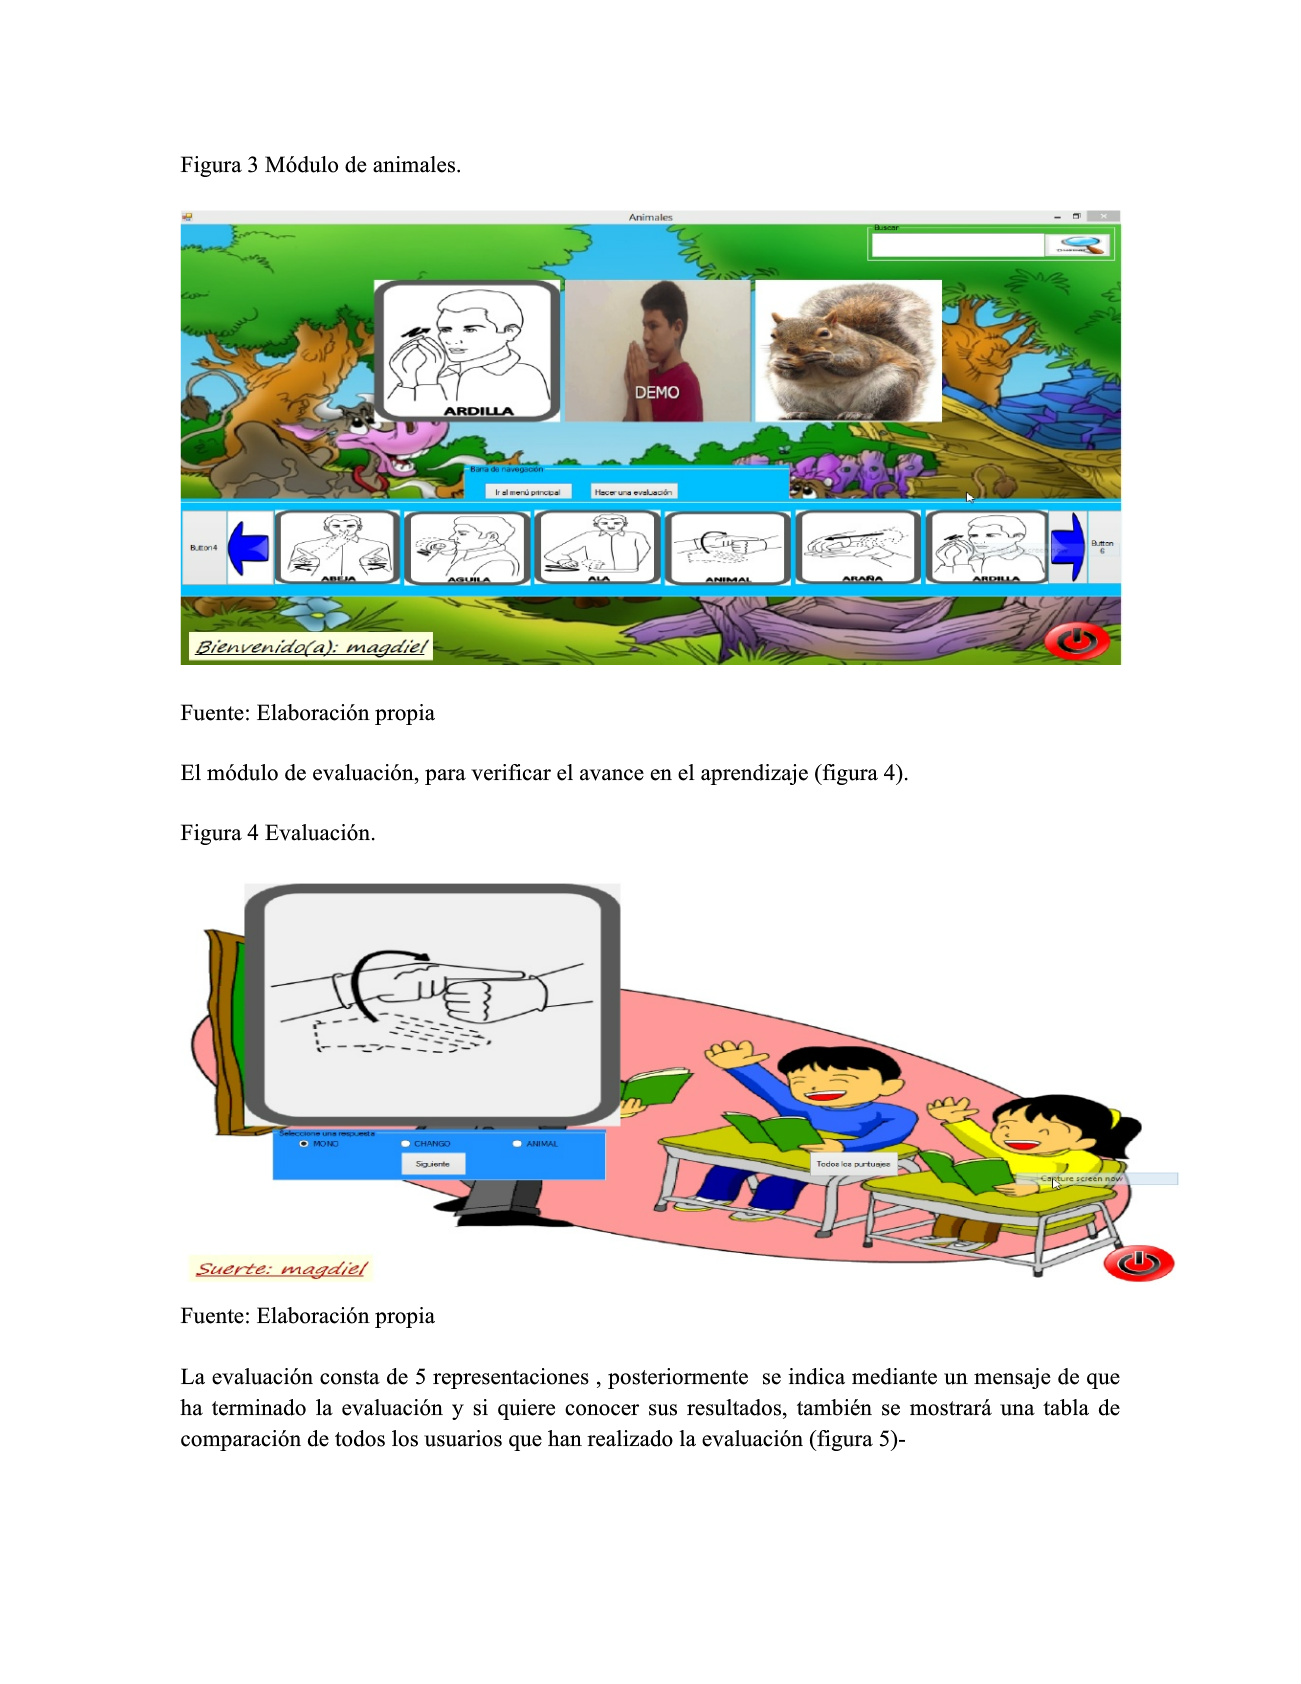 Figura 3 Módulo de animales.
Animales
Buscar
ARDILLA
DEMO
Barra de navegación
Ir al menú principal
Hacer una evaluación
Button4
ABEJA
AGUILA
ALA
ANIMAL
ARAÑA
ARDILLA
Button
6
Bienvenido(a): magdiel
Fuente: Elaboración propia
El módulo de evaluación, para verificar el avance en el aprendizaje (figura 4).
Figura 4 Evaluación.
Seleccione una respuesta
MONO
CHANGO
ANIMAL
Siguiente
Todos los puntuajes
Capture screen now
Suerte: magdiel
Fuente: Elaboración propia
La evaluación consta de 5 representaciones , posteriormente  se indica mediante un mensaje de que
ha terminado la evaluación y si quiere conocer sus resultados, también se mostrará una tabla de
comparación de todos los usuarios que han realizado la evaluación (figura 5)-